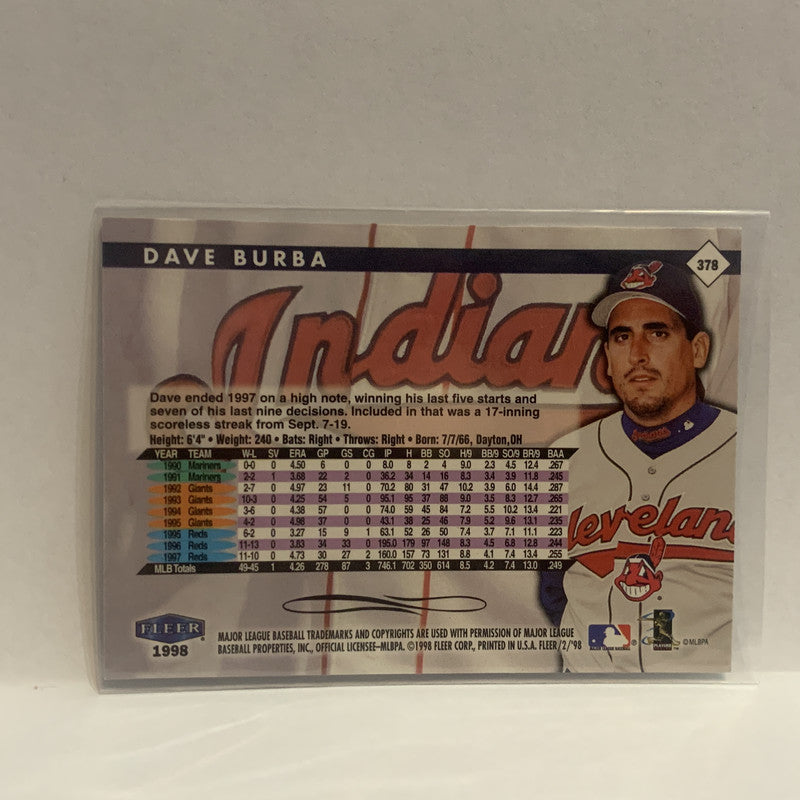 DAVE BURBA
378
Indian
Dave ended 1997 on a high note, winning his last five starts and
seven of his last nine decisions. Included in that was a 17-inning
scoreless streak from Sept. 7-19.
Height: 6'4" • Weight: 240 • Bats: Right • Throws: Right • Born: 7/7/66, Dayton,OH
Indians
YEAR TEAM W-L SV ERA GP GS CG IP H BB SO H/9 BB/9 SO/9 BR/9 BAA
1990 Mariners 0-0 0 4.50 6 0 0 8.0 8 2 4 9.0 2.3 4.5 12.4 .267
1991 Mariners 2-2 1 3.68 22 2 0 36.2 34 14 16 8.3 3.4 3.9 11.8 .245
1992 Giants 2-7 0 4.97 23 11 0 70.2 80 31 47 10.2 3.9 6.0 14.4 .287
1993 Giants 10-3 0 4.25 54 5 0 95.1 95 37 88 9.0 3.5 8.3 12.7 .265
1994 Giants 3-6 0 4.38 57 0 0 74.0 59 45 84 7.2 5.5 10.2 13.4 .221
1995 Giants 4-2 0 4.98 37 0 0 43.1 38 25 46 7.9 5.2 9.6 13.1 .235
1995 Reds 6-2 0 3.27 15 9 1 63.1 52 26 50 7.4 3.7 7.1 11.1 .223
1996 Reds 11-13 0 3.83 34 33 0 195.0 179 97 148 8.3 4.5 6.8 12.8 .244
1997 Reds 11-10 0 4.73 30 27 2 160.0 157 73 131 8.8 4.1 7.4 13.4 .255
MLB Totals 49-45 1 4.26 278 87 3 746.1 702 350 614 8.5 4.2 7.4 13.0 .249
Cleveland
FLEER
1998
MAJOR LEAGUE BASEBALL TRADEMARKS AND COPYRIGHTS ARE USED WITH PERMISSION OF MAJOR LEAGUE
BASEBALL PROPERTIES, INC., OFFICIAL LICENSEE–MLBPA. ©1998 FLEER CORP., PRINTED IN U.S.A. FLEER/2/'98
©MLBPA